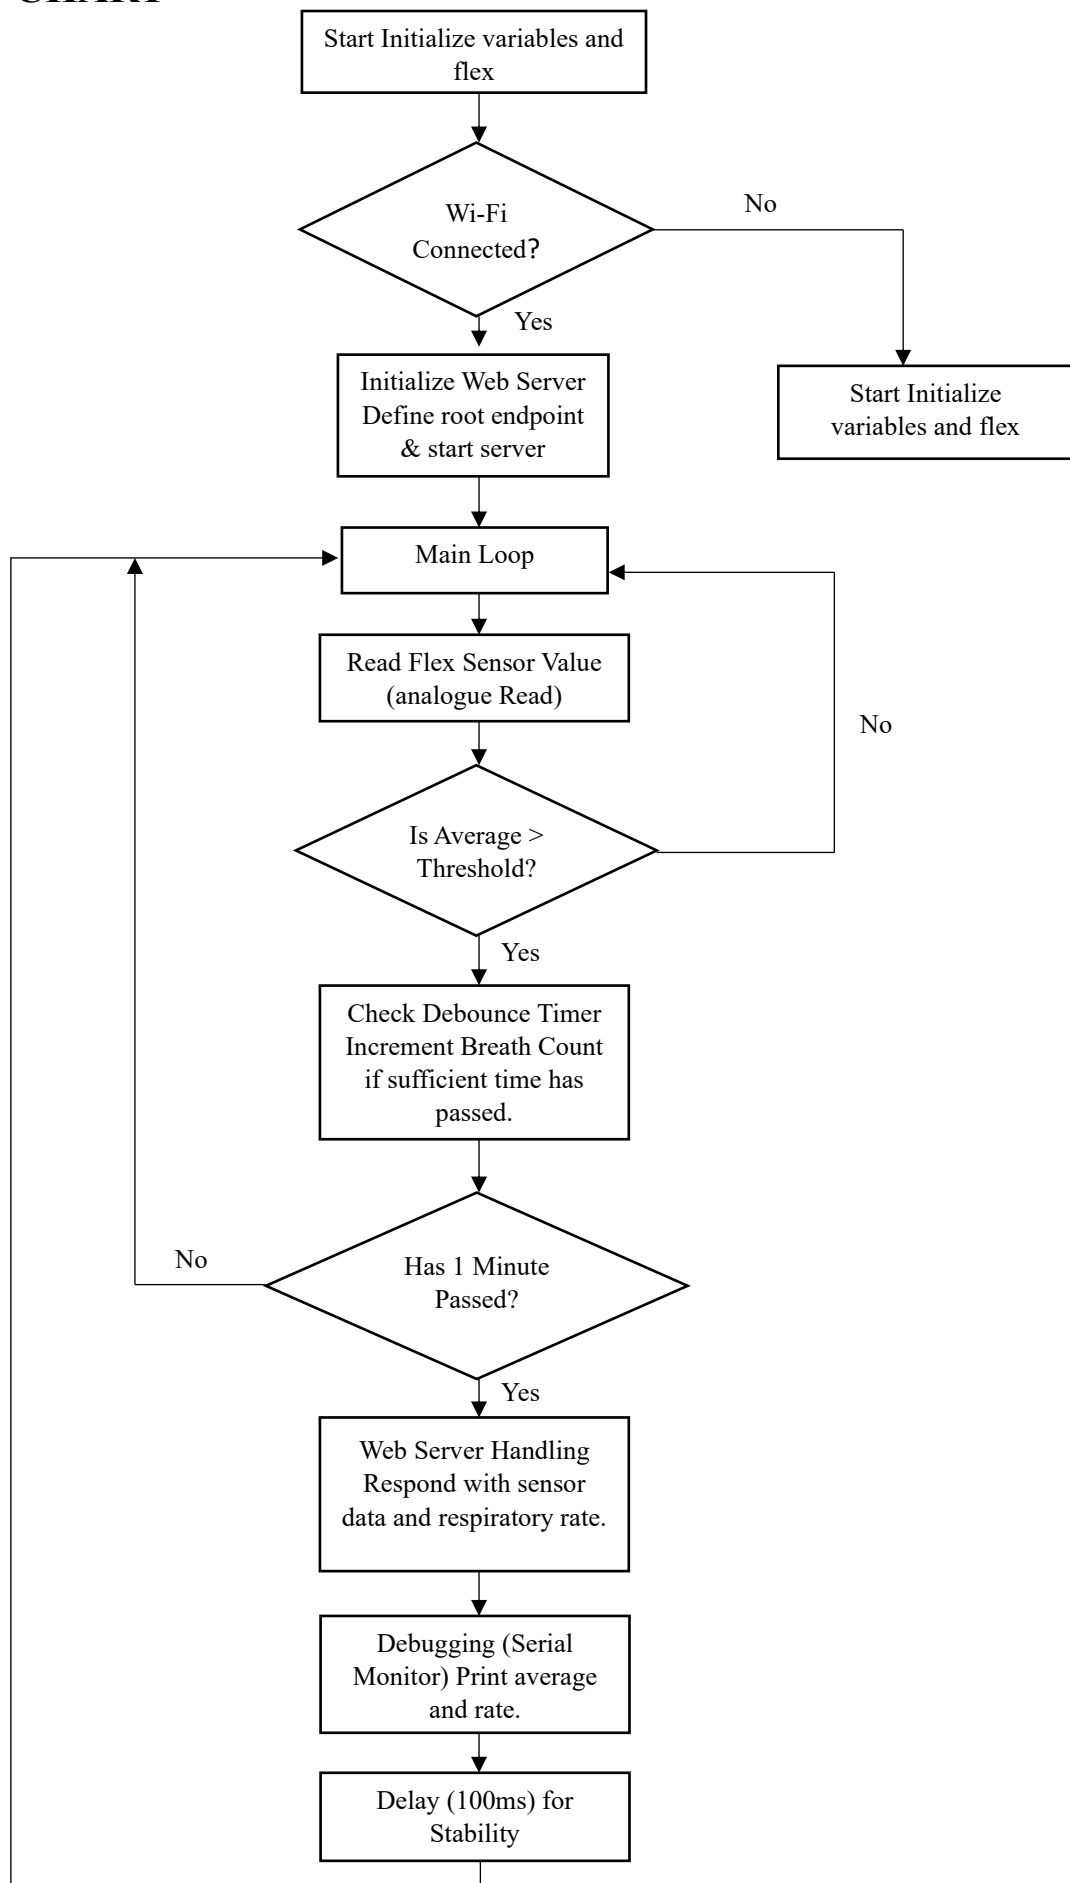 Start Initialize variables and
flex
Wi-Fi
Connected?
No
Yes
Initialize Web Server
Define root endpoint
& start server
Start Initialize
variables and flex
Main Loop
Read Flex Sensor Value
(analogue Read)
No
Is Average >
Threshold?
Yes
Check Debounce Timer
Increment Breath Count
if sufficient time has
passed.
No
Has 1 Minute
Passed?
Yes
Web Server Handling
Respond with sensor
data and respiratory rate.
Debugging (Serial
Monitor) Print average
and rate.
Delay (100ms) for
Stability